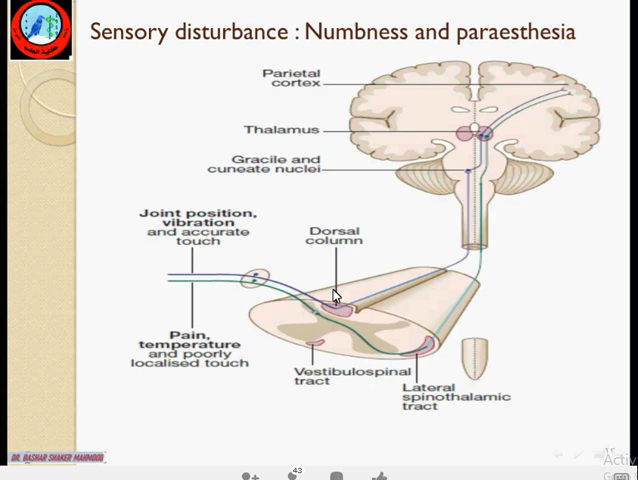 Sensory disturbance : Numbness and paraesthesia
Parietal
cortex
Thalamus
Gracile and
cuneate nuclei
Joint position,
vibration
and accurate
touch
Dorsal
column
Pain,
temperature
and poorly
localised touch
Vestibulospinal
tract
Lateral
spinothalamic
tract
DR. BASHAR SHAKER MAHMOOD
Activ
43